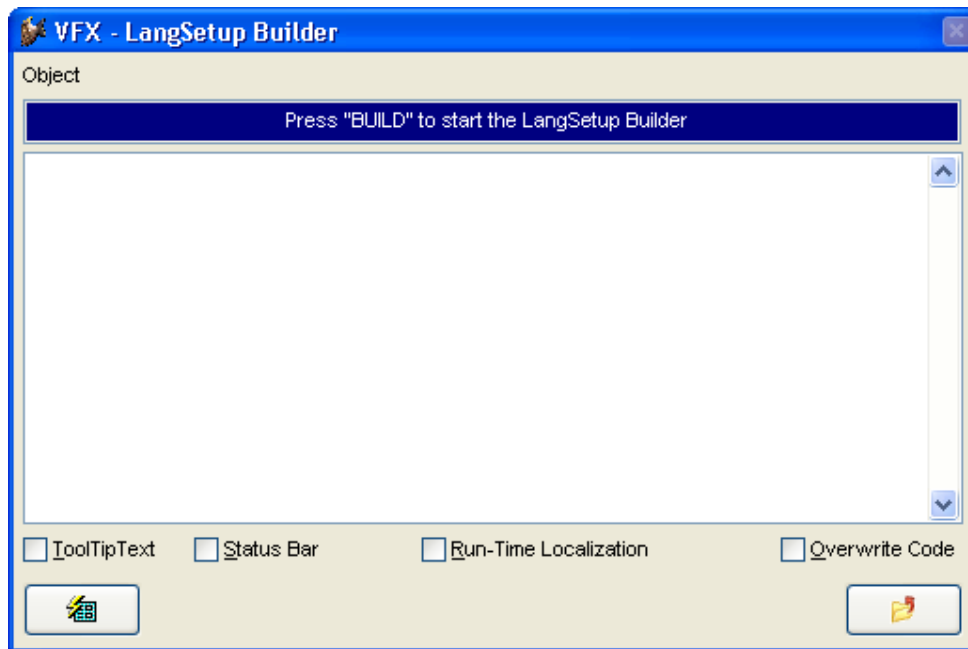 VFX - LangSetup Builder
Object
Press "BUILD" to start the LangSetup Builder
ToolTipText Status Bar Run-Time Localization Overwrite Code